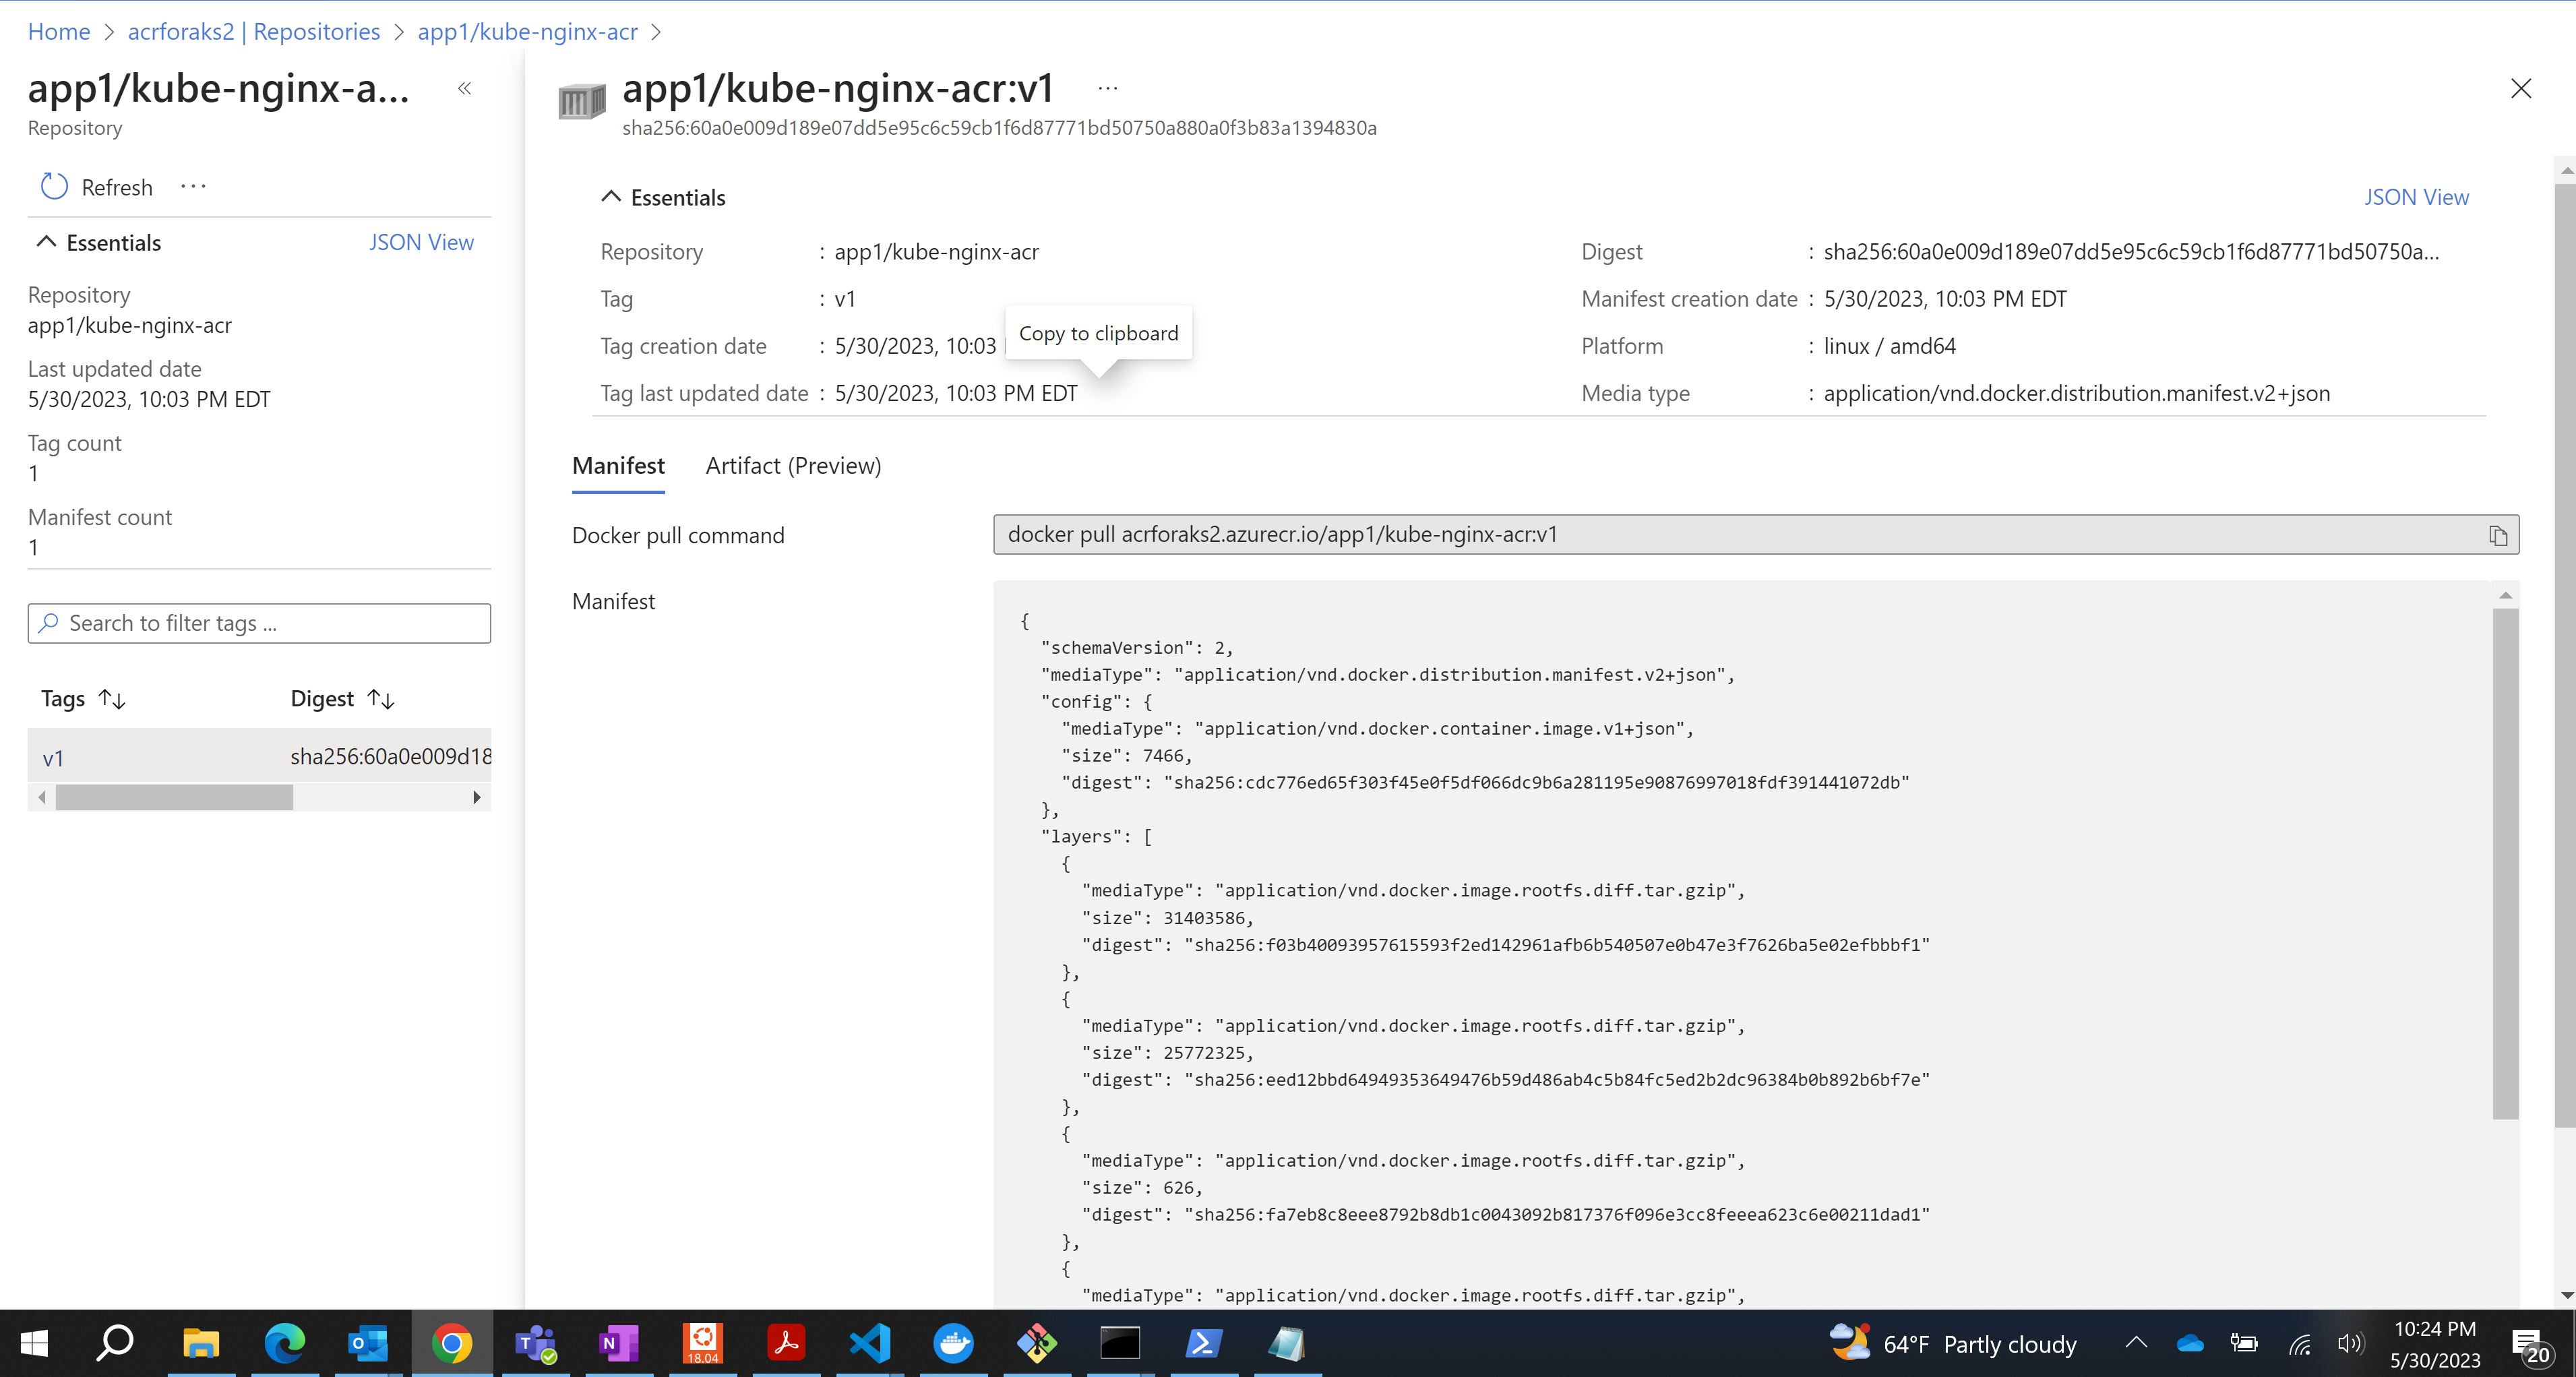 Home > acrforaks2 | Repositories > app1/kube-nginx-acr >
app1/kube-nginx-a... «
Repository
Refresh ...
Essentials JSON View
Repository
app1/kube-nginx-acr
Last updated date
5/30/2023, 10:03 PM EDT
Tag count
1
Manifest count
1
Search to filter tags ...
Tags Digest
v1 sha256:60a0e009d18
app1/kube-nginx-acr:v1 ...
sha256:60a0e009d189e07dd5e95c6c59cb1f6d87771bd50750a880a0f3b83a1394830a
Essentials JSON View
Repository : app1/kube-nginx-acr
Tag : v1
Tag creation date : 5/30/2023, 10:03
Copy to clipboard
Tag last updated date : 5/30/2023, 10:03 PM EDT
Digest : sha256:60a0e009d189e07dd5e95c6c59cb1f6d87771bd50750a...
Manifest creation date : 5/30/2023, 10:03 PM EDT
Platform : linux / amd64
Media type : application/vnd.docker.distribution.manifest.v2+json
Manifest Artifact (Preview)
Docker pull command docker pull acrforaks2.azurecr.io/app1/kube-nginx-acr:v1
Manifest
{
"schemaVersion": 2,
"mediaType": "application/vnd.docker.distribution.manifest.v2+json",
"config": {
"mediaType": "application/vnd.docker.container.image.v1+json",
"size": 7466,
"digest": "sha256:cdc776ed65f303f45e0f5df066dc9b6a281195e90876997018fdf391441072db"
},
"layers": [
{
"mediaType": "application/vnd.docker.image.rootfs.diff.tar.gzip",
"size": 31403586,
"digest": "sha256:f03b40093957615593f2ed142961afb6b540507e0b47e3f7626ba5e02efbbbf1"
},
{
"mediaType": "application/vnd.docker.image.rootfs.diff.tar.gzip",
"size": 25772325,
"digest": "sha256:eed12bbd64949353649476b59d486ab4c5b84fc5ed2b2dc96384b0b892b6bf7e"
},
{
"mediaType": "application/vnd.docker.image.rootfs.diff.tar.gzip",
"size": 626,
"digest": "sha256:fa7eb8c8eee8792b8db1c0043092b817376f096e3cc8feeea623c6e00211dad1"
},
{
"mediaType": "application/vnd.docker.image.rootfs.diff.tar.gzip",
18.04
64°F Partly cloudy
10:24 PM
5/30/2023
20